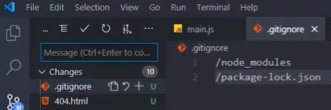 File Edit Selection View Go Run Terminal Help
main.js
.gitignore
Message (Ctrl+Enter to co...
.gitignore
Changes 10
1 /node_modules
2 /package-lock.json
.gitignore U
404.html U